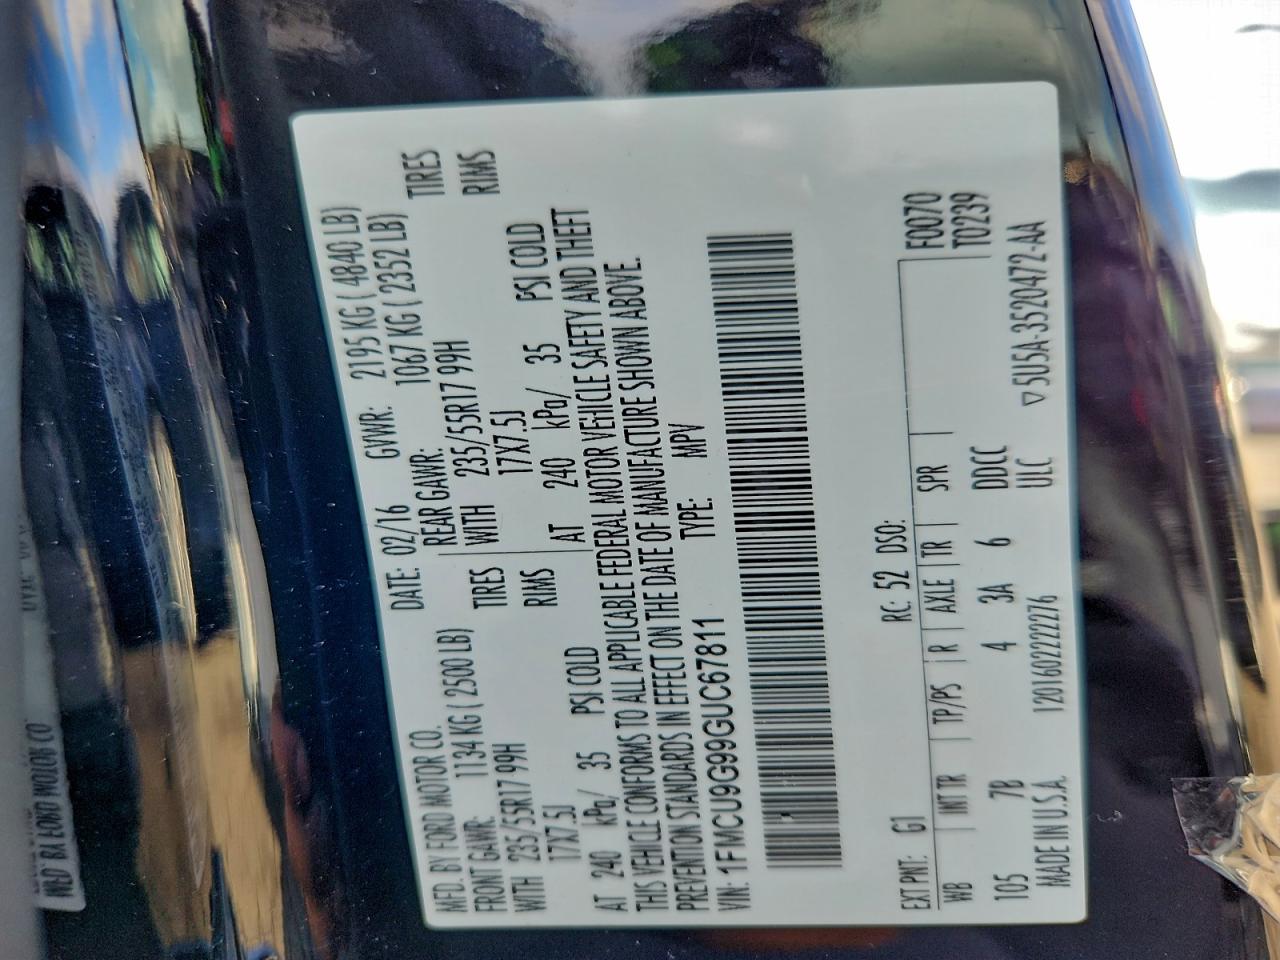 MFD. BY FORD MOTOR CO.
DATE: 02/16 GVWR: 2195 KG ( 4840 LB)
FRONT GAWR: 1134 KG ( 2500 LB)
REAR GAWR: 1067 KG ( 2352 LB)
WITH 235/55R17 99H TIRES
WITH 235/55R17 99H TIRES
17X7.5J RIMS
17X7.5J RIMS
AT 240 kPa/ 35 PSI COLD
AT 240 kPa/ 35 PSI COLD
THIS VEHICLE CONFORMS TO ALL APPLICABLE FEDERAL MOTOR VEHICLE SAFETY AND THEFT
PREVENTION STANDARDS IN EFFECT ON THE DATE OF MANUFACTURE SHOWN ABOVE.
VIN: 1FMCU9G99GUC67811 TYPE: MPV
EXT PNT: G1 RC: 52 DSO:
WB INT TR TP/PS R AXLE TR SPR F0070
105 7B 4 3A 6 DDCC T0239
MADE IN U.S.A. 12016022222276 ULC ▽5U5A-3520472-AA